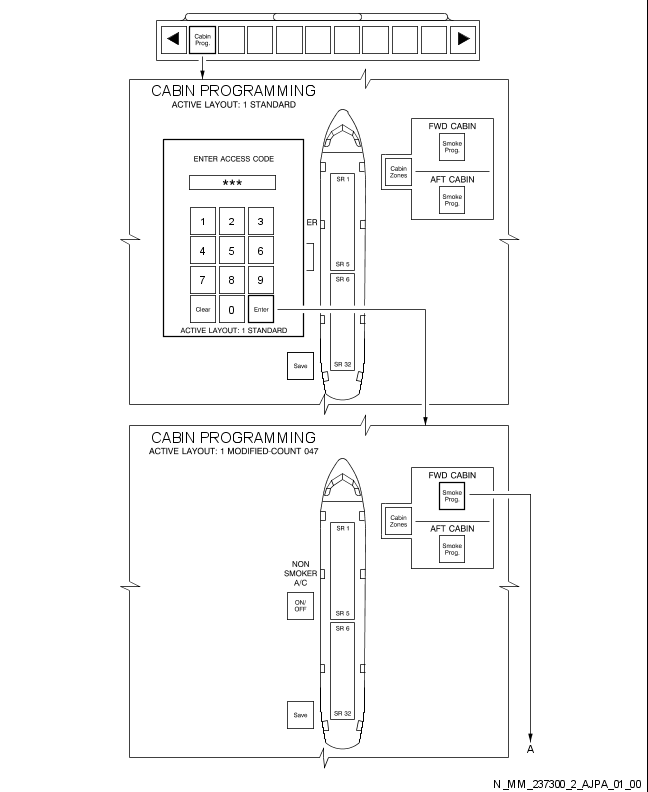 Cabin
Prog.
CABIN PROGRAMMING
ACTIVE LAYOUT: 1 STANDARD
ENTER ACCESS CODE
***
1 2 3
4 5 6
7 8 9
Clear 0 Enter
ACTIVE LAYOUT: 1 STANDARD
ER
Save
SR 1
SR 5
SR 6
SR 32
FWD CABIN
Smoke
Prog.
Cabin
Zones
AFT CABIN
Smoke
Prog.
CABIN PROGRAMMING
ACTIVE LAYOUT: 1 MODIFIED-COUNT 047
NON
SMOKER
A/C
ON/
OFF
Save
SR 1
SR 5
SR 6
SR 32
FWD CABIN
Smoke
Prog.
Cabin
Zones
AFT CABIN
Smoke
Prog.
A
N_MM_237300_2_AJPA_01_00